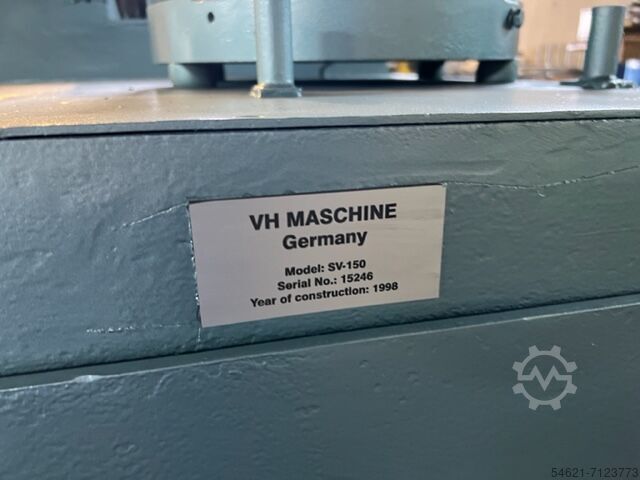 VH MASCHINE
Germany
Model: SV-150
Serial No.: 15246
Year of construction: 1998
54621-7123773